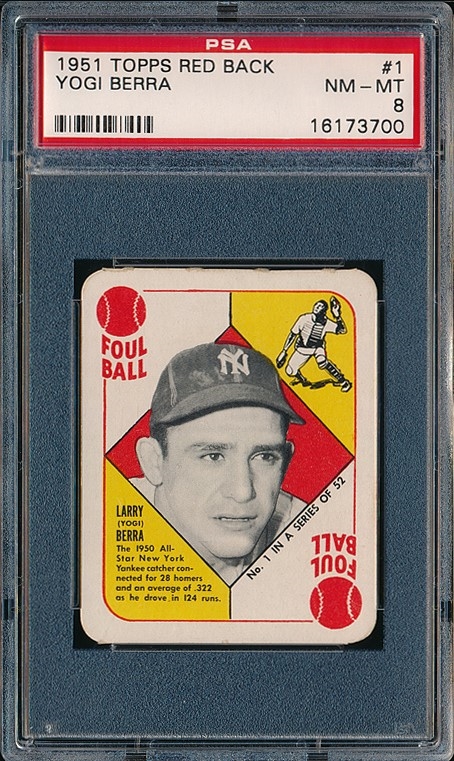 PSA
1951 TOPPS RED BACK #1
YOGI BERRA NM – MT
8
16173700
FOUL
BALL
NY
LARRY
(YOGI)
BERRA
The 1950 All-
Star New York
Yankee catcher con-
nected for 28 homers
and an average of .322
as he drove in 124 runs.
No. 1 IN A SERIES OF 52
FOUL
BALL